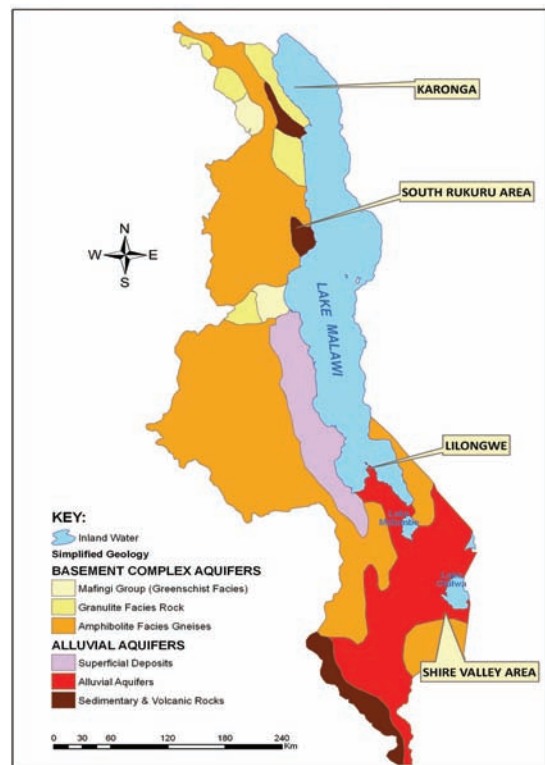 KARONGA
SOUTH RUKURU AREA
N
W E
S
LAKE MALAWI
LILONGWE
KEY:
Inland Water
Simplified Geology
BASEMENT COMPLEX AQUIFERS
Mafingi Group (Greenschist Facies)
Granulite Facies Rock
Amphibolite Facies Gneises
ALLUVIAL AQUIFERS
Superficial Deposits
Alluvial Aquifers
Sedimentary & Volcanic Rocks
Lake
Lake
SHIRE VALLEY AREA
0 30 60 120 180 240
Km